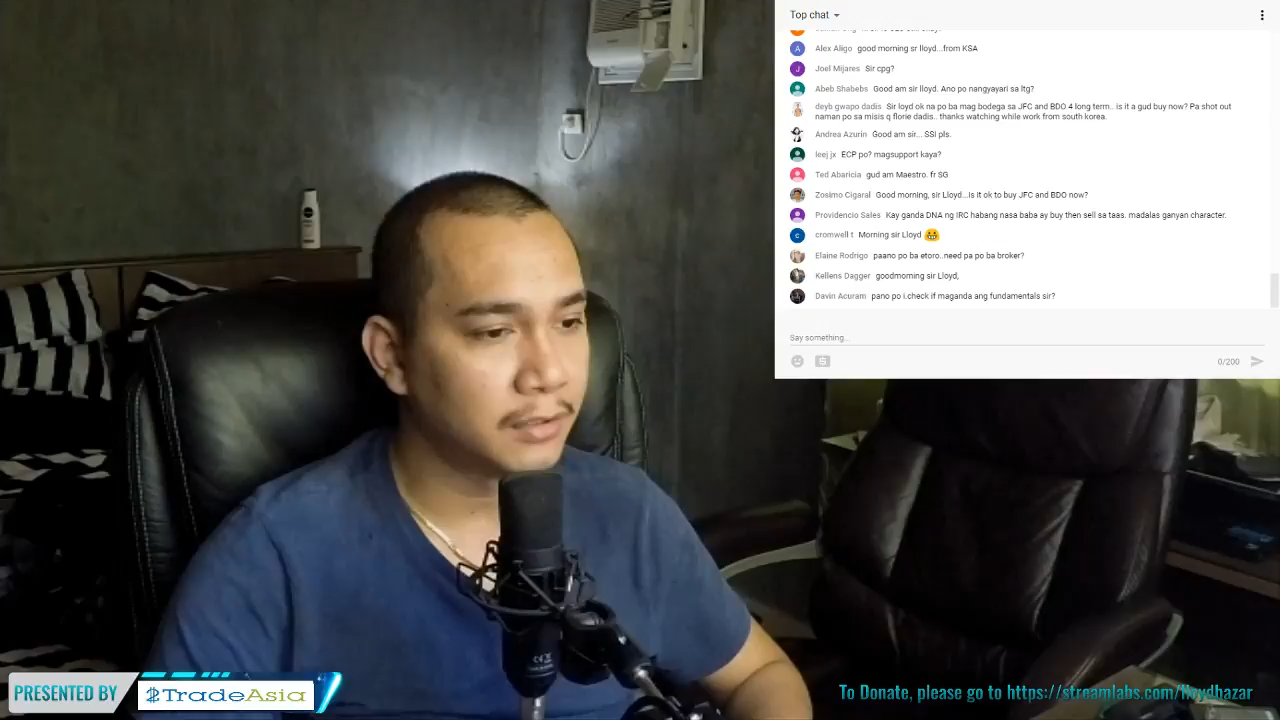 Top chat
A Alex Aligo good morning sr lloyd...from KSA
J Joel Mijares Sir cpg?
Abeb Shabebs Good am sir lloyd. Ano po nangyayari sa ltg?
deyb gwapo dadis Sir loyd ok na po ba mag bodega sa JFC and BDO 4 long term.. is it a gud buy now? Pa shot out
naman po sa misis q florie dadis.. thanks watching while work from south korea.
Andrea Azurin Good am sir... SSI pls.
leej jx ECP po? magsupport kaya?
Ted Abaricia gud am Maestro. fr SG
Zosimo Cigaral Good morning, sir Lloyd...is it ok to buy JFC and BDO now?
Providencio Sales Kay ganda DNA ng IRC habang nasa baba ay buy then sell sa taas. madalas ganyan character.
c cromwell t Morning sir Lloyd 😁
Elaine Rodrigo paano po ba etoro..need pa po ba broker?
Kellens Dagger goodmorning sir Lloyd,
Davin Acuram pano po i.check if maganda ang fundamentals sir?
Say something...
0/200
NIVEA
PRESENTED BY
$TradeAsia
To Donate, please go to https://streamlabs.com/lloydhazar